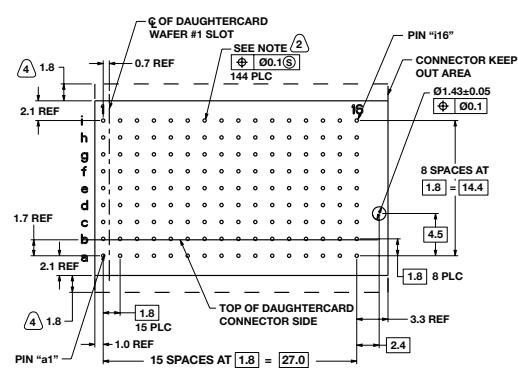 ℄ OF DAUGHTERCARD
WAFER #1 SLOT
SEE NOTE 2
⌖ Ø0.1Ⓢ
144 PLC
PIN “i16”
CONNECTOR KEEP
OUT AREA
4 1.8
0.7 REF
2.1 REF
Ø1.43±0.05
⌖ Ø0.1
1
16
i
h
g
f
e
d
c
b
a
8 SPACES AT
1.8 = 14.4
1.7 REF
4.5
2.1 REF
1.8 8 PLC
4 1.8
1.8
15 PLC
TOP OF DAUGHTERCARD
CONNECTOR SIDE
3.3 REF
1.0 REF
2.4
PIN “a1”
15 SPACES AT 1.8 = 27.0